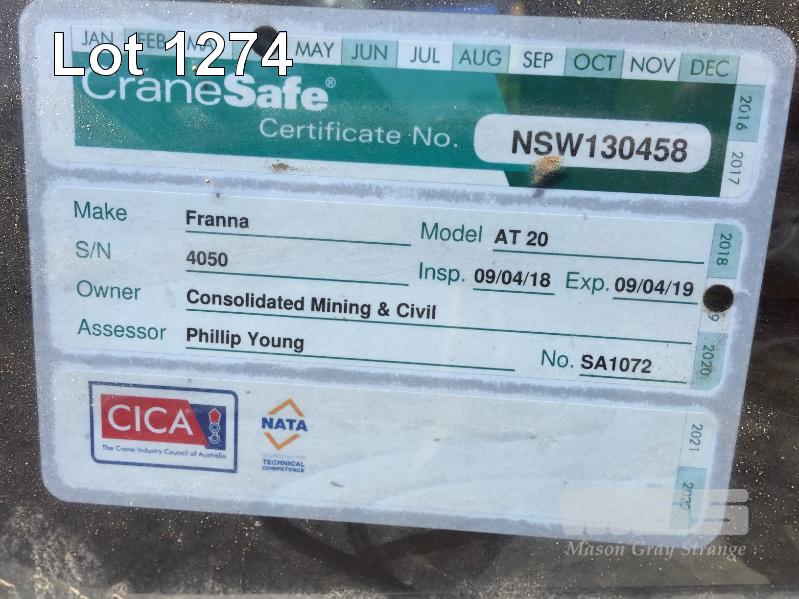 Lot 1274
JAN FEB MAR MAY JUN JUL AUG SEP OCT NOV DEC
CraneSafe®
Certificate No. NSW130458
2016
2017
Make Franna Model AT 20
S/N 4050 Insp. 09/04/18 Exp. 09/04/19
Owner Consolidated Mining & Civil
Assessor Phillip Young No. SA1072
2018
2020
CICA
The Crane Industry Council of Australia
NATA
TECHNICAL
COMPETENCE
2021
Mason Gray Strange